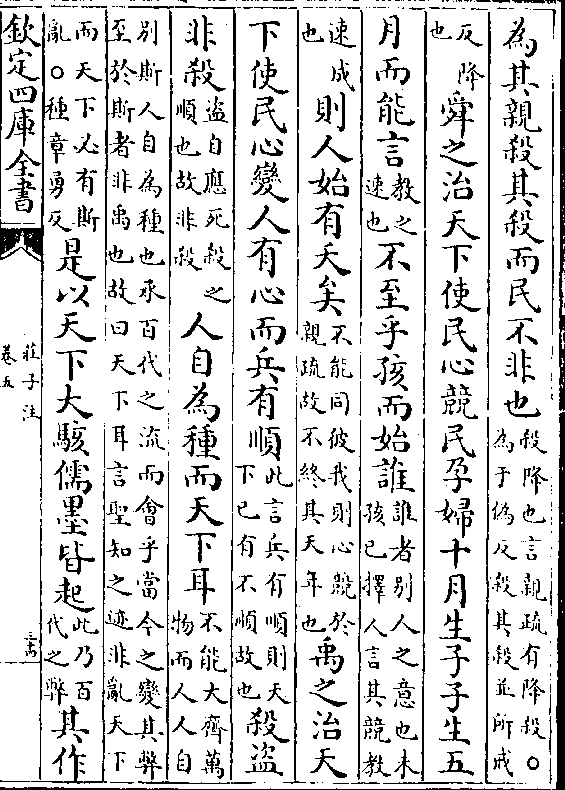 為其親殺其殺而民不非也殺降也言親疏有降殺○為于偽反殺其殺並所戒
反降也舜之治天下使民心競民孕婦十月生子子生五
月而能言教之速也不至乎孩而始誰誰者別人之意也未孩已擇人言其競教
速成也則人始有夭矣不能同彼我則心競於親疏故不終其天年也禹之治天
下使民心變人有心而兵有順此言兵有順則天下已有不順故也殺盜
非殺盜自應死殺之順也故非殺人自為種而天下耳不能大齊萬物而人人自
別斯人自為種也承百代之流而會乎當今之變其弊至於斯者非禹也故曰天下耳言聖知之迹非亂天下
而天下必有斯亂○種章勇反是以天下大駭儒墨皆起此乃百代之弊其作
欽定四庫全書
莊子注
卷五